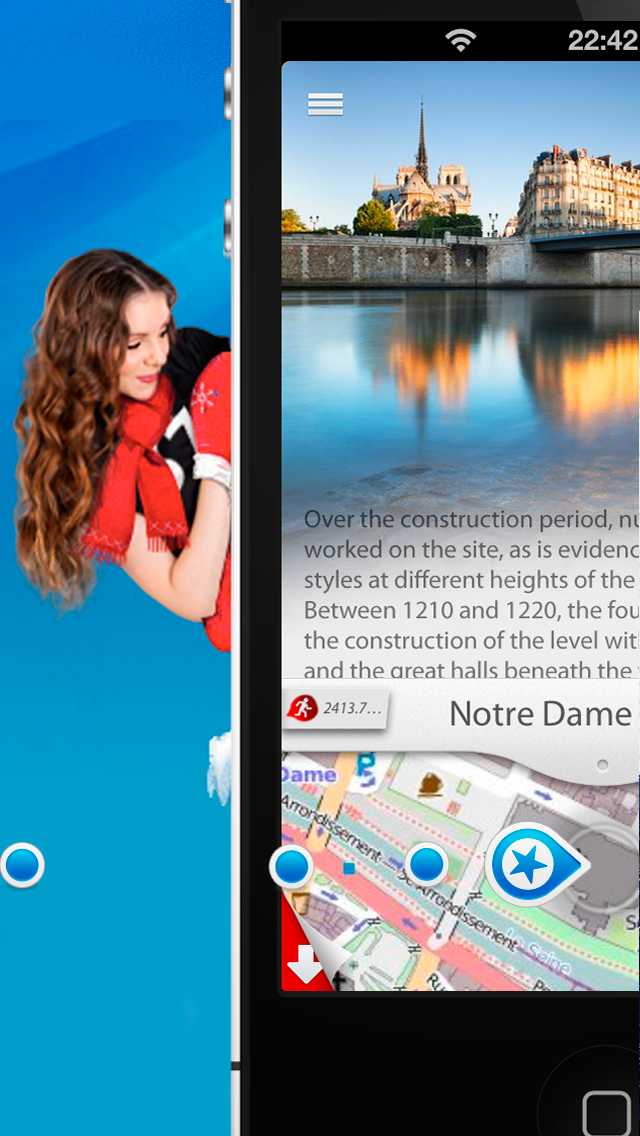 22:42
Over the construction period, nu
worked on the site, as is evidenc
styles at different heights of the
Between 1210 and 1220, the fou
the construction of the level wit
and the great halls beneath the
2413.7…
Notre Dame
Dame
Arrondissement
Arrondissement
La Seine
Ru